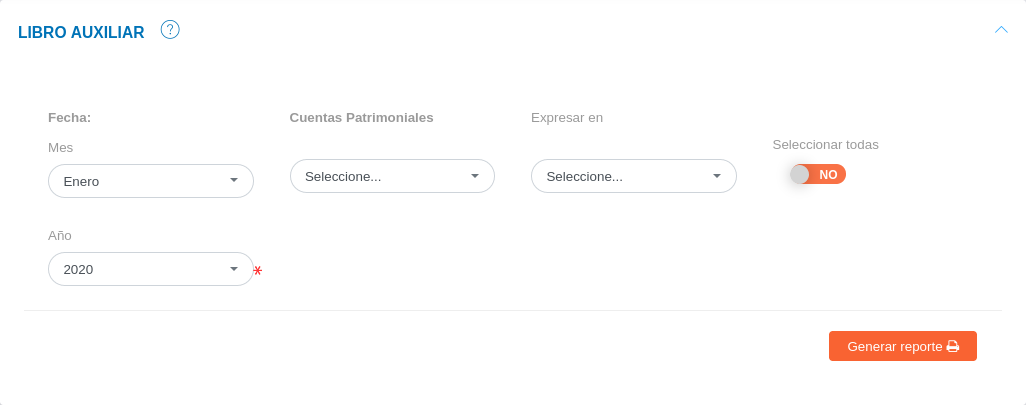 LIBRO AUXILIAR ?
Fecha:
Mes
Enero
Año
2020 *
Cuentas Patrimoniales
Seleccione...
Expresar en
Seleccione...
Seleccionar todas
NO
Generar reporte